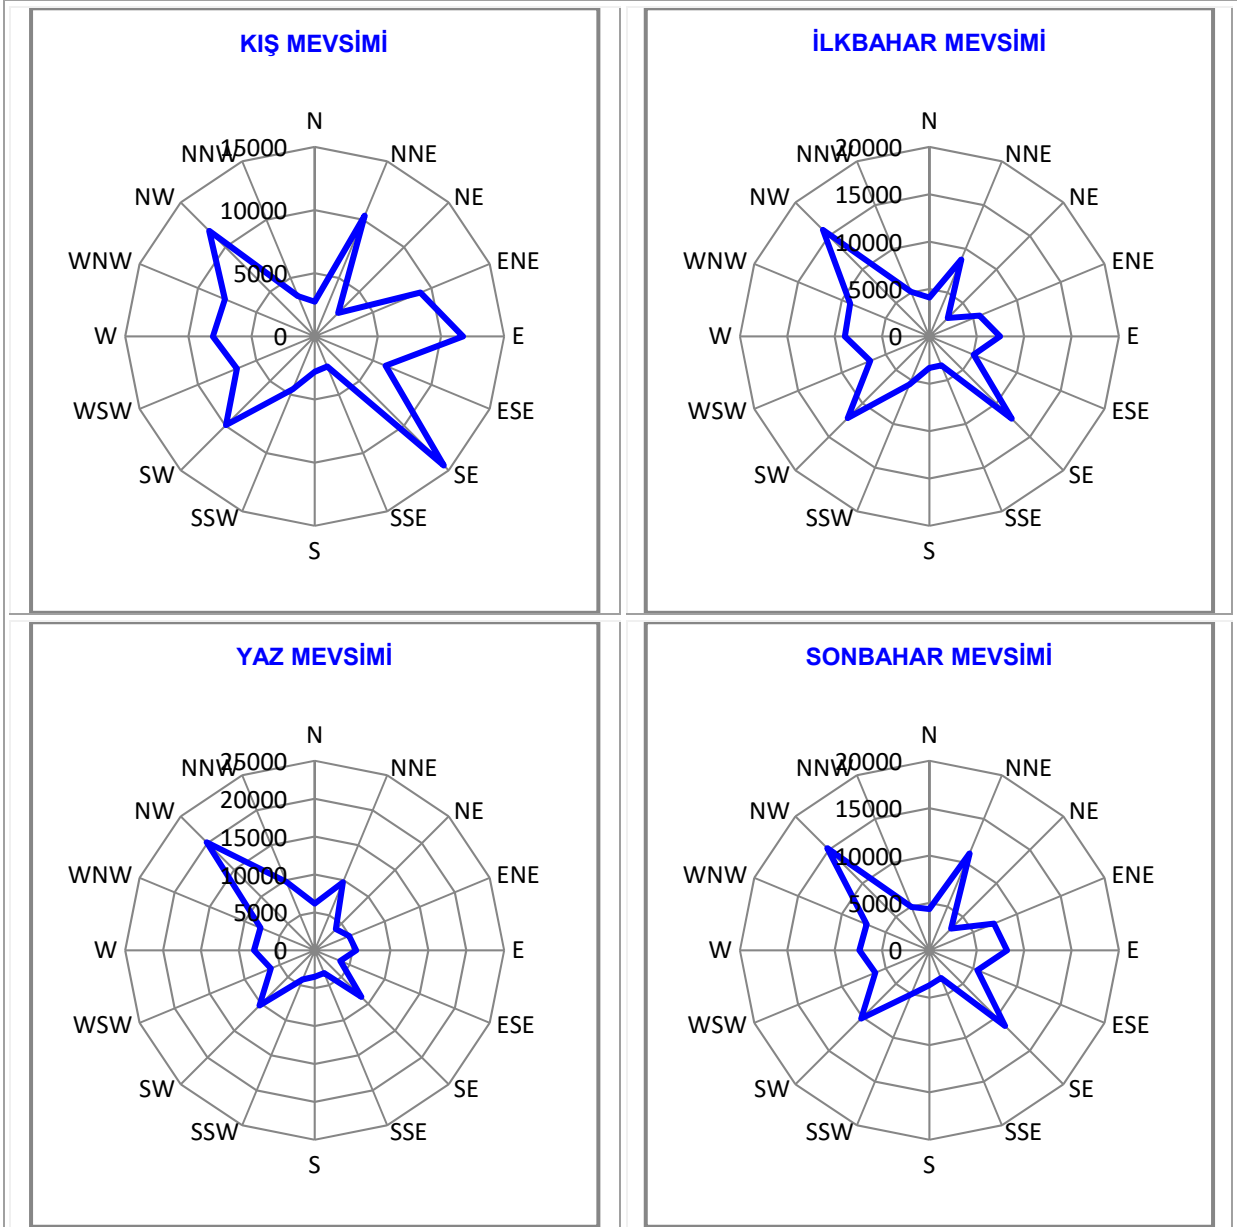 KIŞ MEVSİMİ
N
NNE
NE
ENE
E
ESE
SE
SSE
S
SSW
SW
WSW
W
WNW
NW
NNW
15000
10000
5000
0
İLKBAHAR MEVSİMİ
N
NNE
NE
ENE
E
ESE
SE
SSE
S
SSW
SW
WSW
W
WNW
NW
NNW
20000
15000
10000
5000
0
YAZ MEVSİMİ
N
NNE
NE
ENE
E
ESE
SE
SSE
S
SSW
SW
WSW
W
WNW
NW
NNW
25000
20000
15000
10000
5000
0
SONBAHAR MEVSİMİ
N
NNE
NE
ENE
E
ESE
SE
SSE
S
SSW
SW
WSW
W
WNW
NW
NNW
20000
15000
10000
5000
0